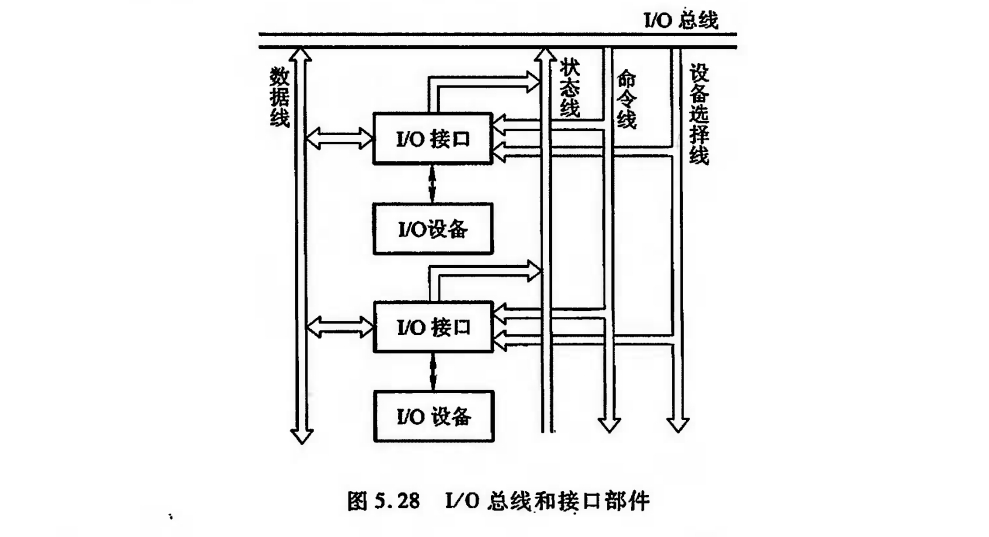 I/O 总线
数据线
状态线
命令线
设备选择线
I/O 接口
I/O设备
I/O 接口
I/O 设备
图 5.28 I/O 总线和接口部件